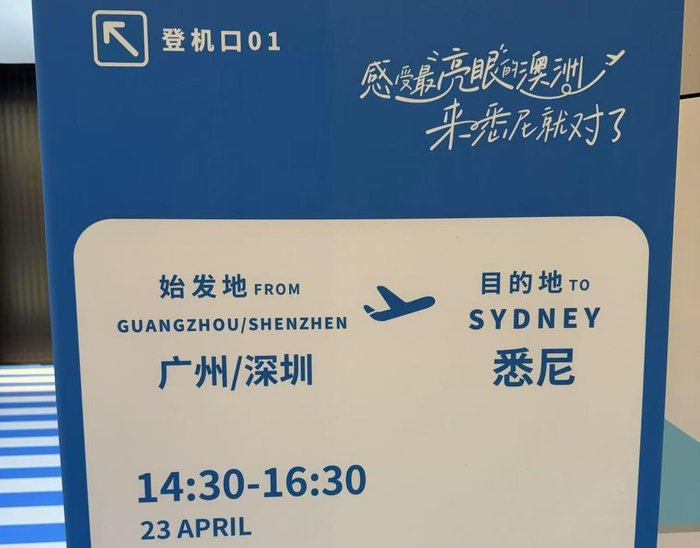 登机口01
感受最"亮眼"的澳洲
来悉尼就对了
始发地 FROM
GUANGZHOU/SHENZHEN
广州/深圳
目的地 TO
SYDNEY
悉尼
14:30-16:30
23 APRIL